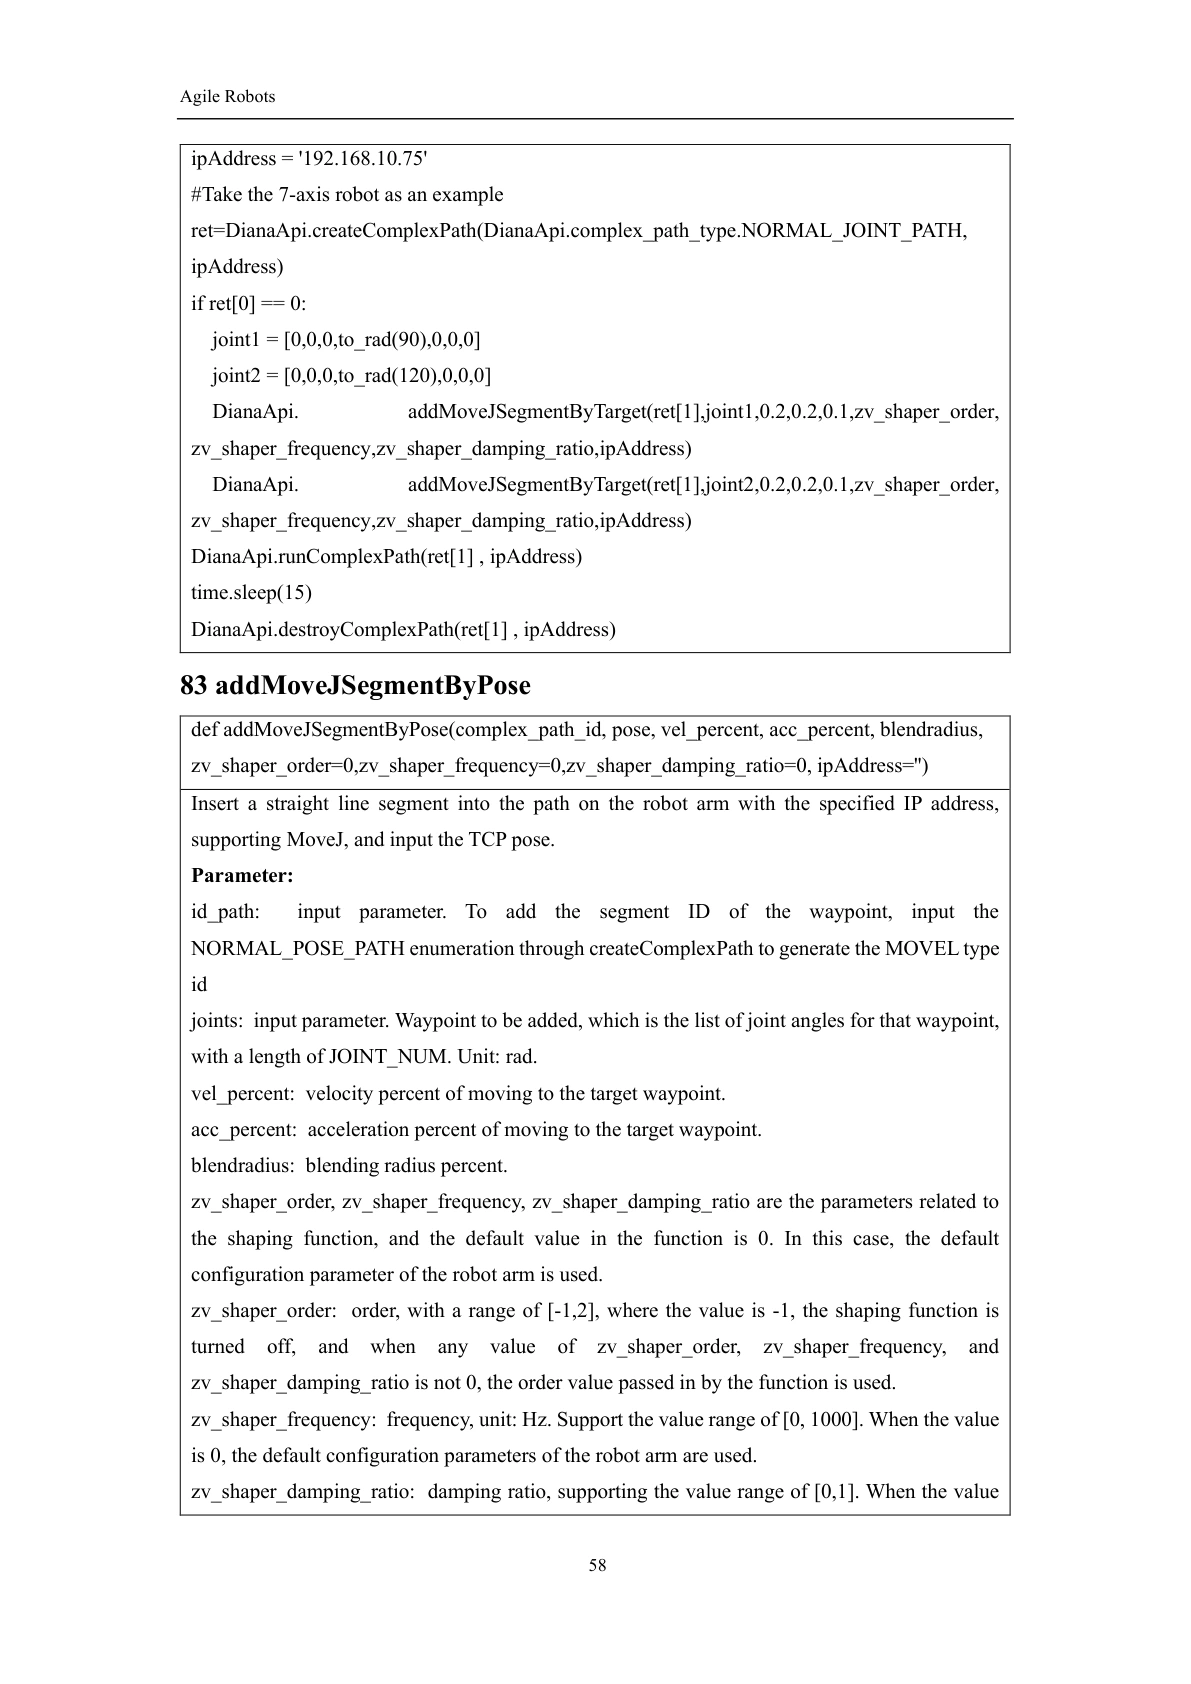 Agile Robots
ipAddress = '192.168.10.75'
#Take the 7-axis robot as an example
ret=DianaApi.createComplexPath(DianaApi.complex_path_type.NORMAL_JOINT_PATH,
ipAddress)
if ret[0] == 0:
joint1 = [0,0,0,to_rad(90),0,0,0]
joint2 = [0,0,0,to_rad(120),0,0,0]
DianaApi. addMoveJSegmentByTarget(ret[1],joint1,0.2,0.2,0.1,zv_shaper_order,
zv_shaper_frequency,zv_shaper_damping_ratio,ipAddress)
DianaApi. addMoveJSegmentByTarget(ret[1],joint2,0.2,0.2,0.1,zv_shaper_order,
zv_shaper_frequency,zv_shaper_damping_ratio,ipAddress)
DianaApi.runComplexPath(ret[1] , ipAddress)
time.sleep(15)
DianaApi.destroyComplexPath(ret[1] , ipAddress)
83 addMoveJSegmentByPose
def addMoveJSegmentByPose(complex_path_id, pose, vel_percent, acc_percent, blendradius,
zv_shaper_order=0,zv_shaper_frequency=0,zv_shaper_damping_ratio=0, ipAddress='')
Insert a straight line segment into the path on the robot arm with the specified IP address,
supporting MoveJ, and input the TCP pose.
Parameter:
id_path: input parameter. To add the segment ID of the waypoint, input the
NORMAL_POSE_PATH enumeration through createComplexPath to generate the MOVEL type
id
joints: input parameter. Waypoint to be added, which is the list of joint angles for that waypoint,
with a length of JOINT_NUM. Unit: rad.
vel_percent: velocity percent of moving to the target waypoint.
acc_percent: acceleration percent of moving to the target waypoint.
blendradius: blending radius percent.
zv_shaper_order, zv_shaper_frequency, zv_shaper_damping_ratio are the parameters related to
the shaping function, and the default value in the function is 0. In this case, the default
configuration parameter of the robot arm is used.
zv_shaper_order: order, with a range of [-1,2], where the value is -1, the shaping function is
turned off, and when any value of zv_shaper_order, zv_shaper_frequency, and
zv_shaper_damping_ratio is not 0, the order value passed in by the function is used.
zv_shaper_frequency: frequency, unit: Hz. Support the value range of [0, 1000]. When the value
is 0, the default configuration parameters of the robot arm are used.
zv_shaper_damping_ratio: damping ratio, supporting the value range of [0,1]. When the value
58